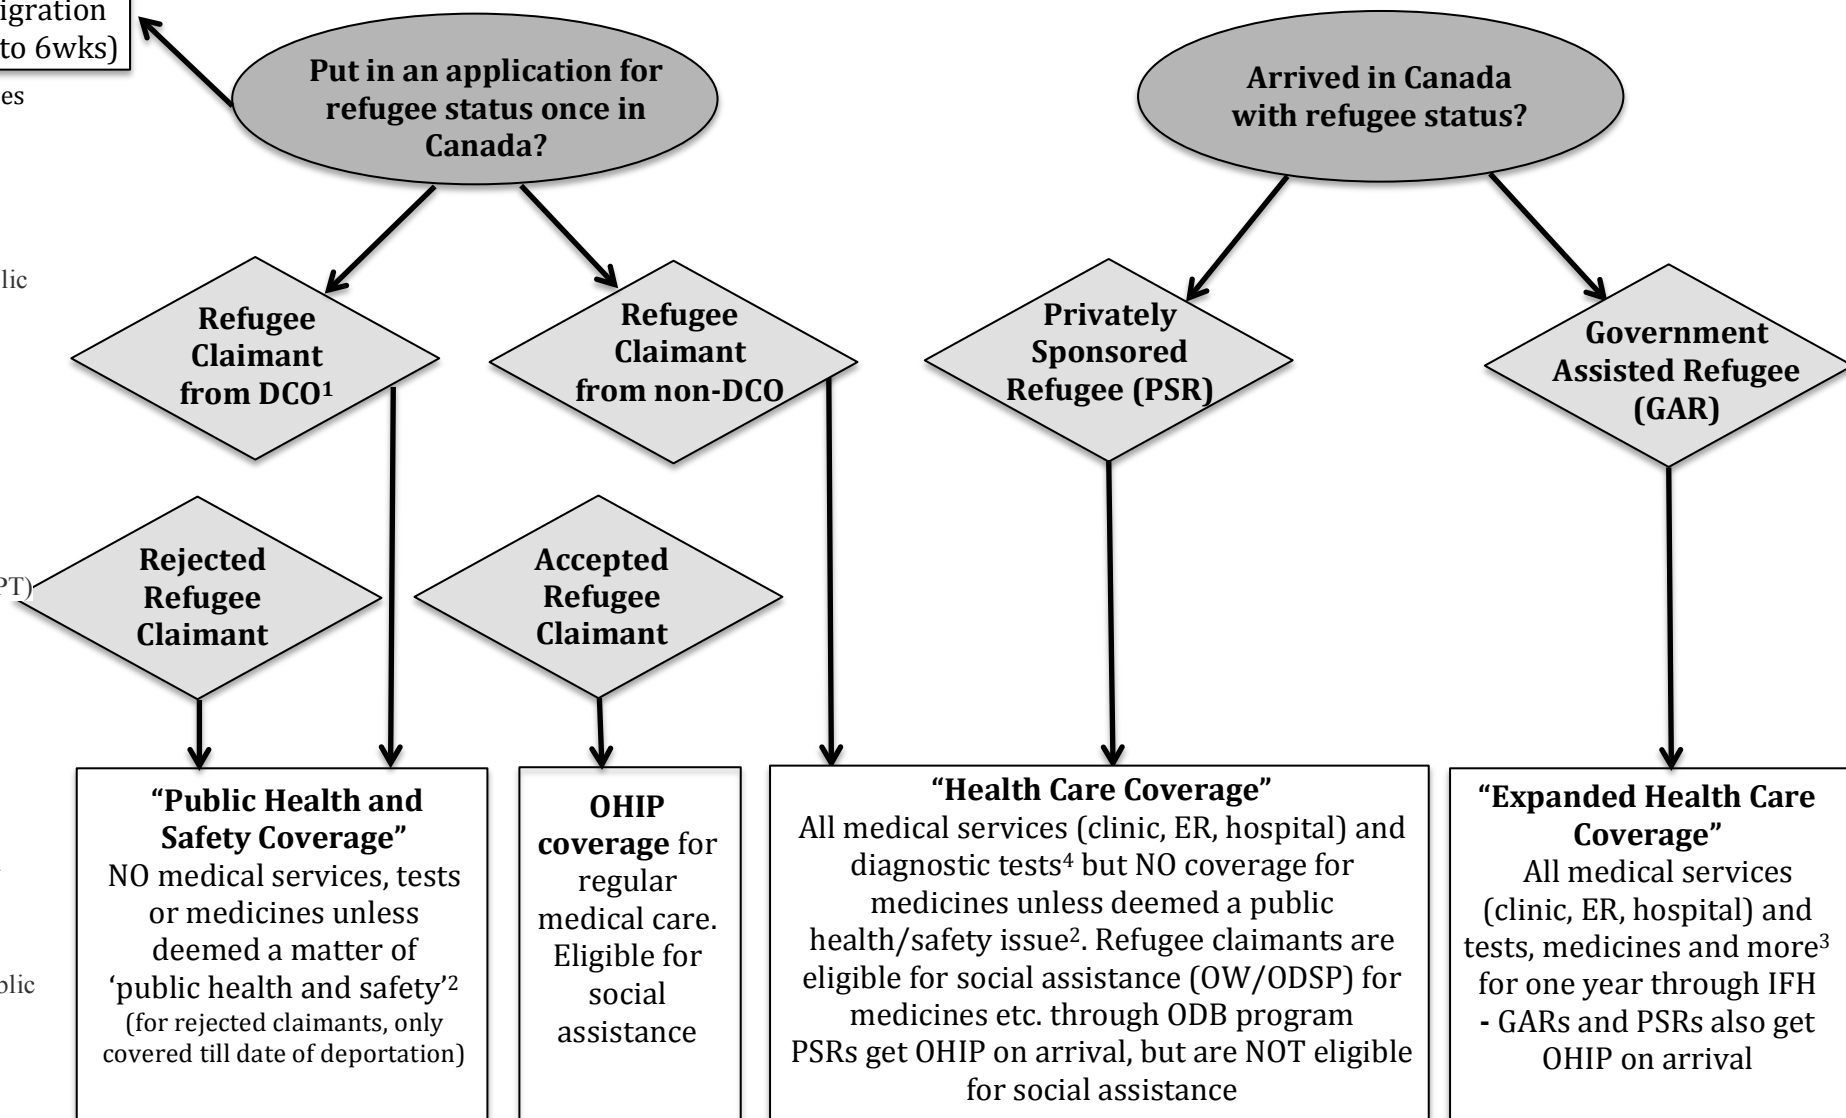 igration
to 6wks)
es
lic
PT)
blic
Put in an application for
refugee status once in
Canada?
Arrived in Canada
with refugee status?
Refugee
Claimant
from DCO¹
Refugee
Claimant
from non-DCO
Privately
Sponsored
Refugee (PSR)
Government
Assisted Refugee
(GAR)
Rejected
Refugee
Claimant
Accepted
Refugee
Claimant
“Public Health and
Safety Coverage”
NO medical services, tests
or medicines unless
deemed a matter of
‘public health and safety’²
(for rejected claimants, only
covered till date of deportation)
OHIP
coverage for
regular
medical care.
Eligible for
social
assistance
“Health Care Coverage”
All medical services (clinic, ER, hospital) and
diagnostic tests⁴ but NO coverage for
medicines unless deemed a public
health/safety issue². Refugee claimants are
eligible for social assistance (OW/ODSP) for
medicines etc. through ODB program
PSRs get OHIP on arrival, but are NOT eligible
for social assistance
“Expanded Health Care
Coverage”
All medical services
(clinic, ER, hospital) and
tests, medicines and more³
for one year through IFH
- GARs and PSRs also get
OHIP on arrival